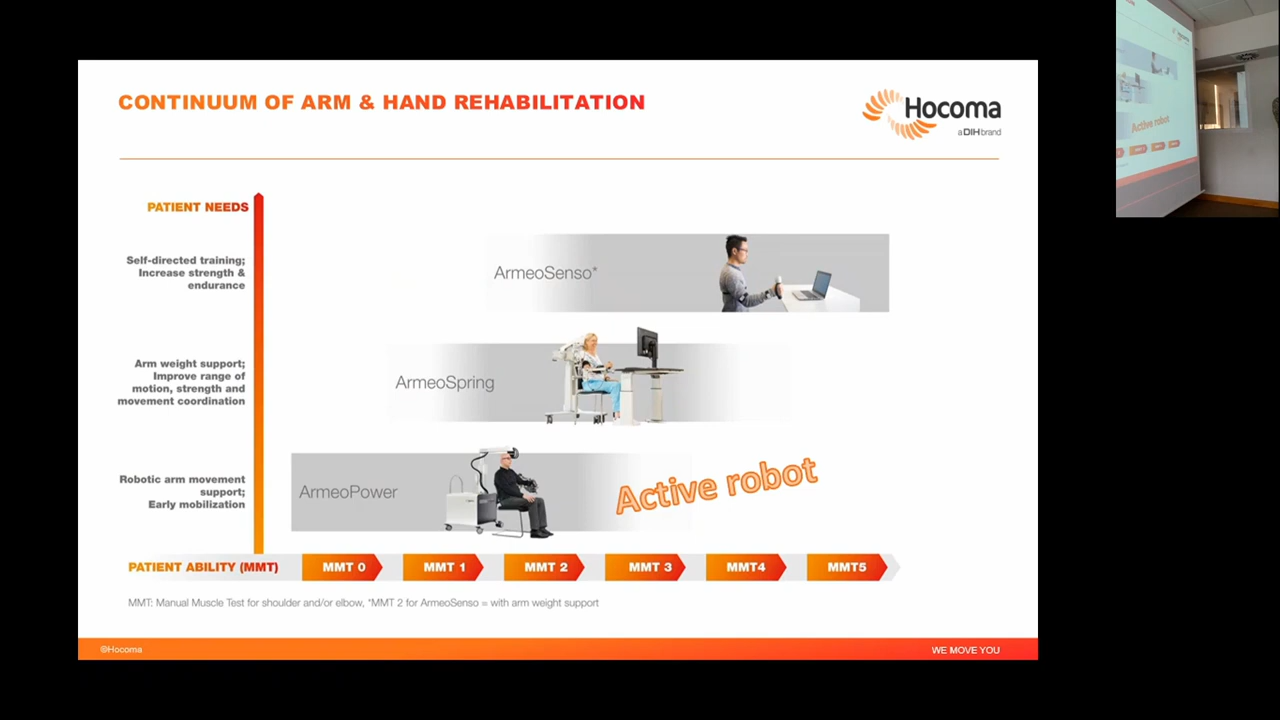 CONTINUUM OF ARM & HAND REHABILITATION
Hocoma
a DIH brand
PATIENT NEEDS
Self-directed training;
Increase strength &
endurance
ArmeoSenso*
Arm weight support;
Improve range of
motion, strength and
movement coordination
ArmeoSpring
Robotic arm movement
support;
Early mobilization
ArmeoPower
Active robot
PATIENT ABILITY (MMT)
MMT 0
MMT 1
MMT 2
MMT 3
MMT4
MMT5
MMT: Manual Muscle Test for shoulder and/or elbow, *MMT 2 for ArmeoSenso = with arm weight support
©Hocoma
WE MOVE YOU
Active robot